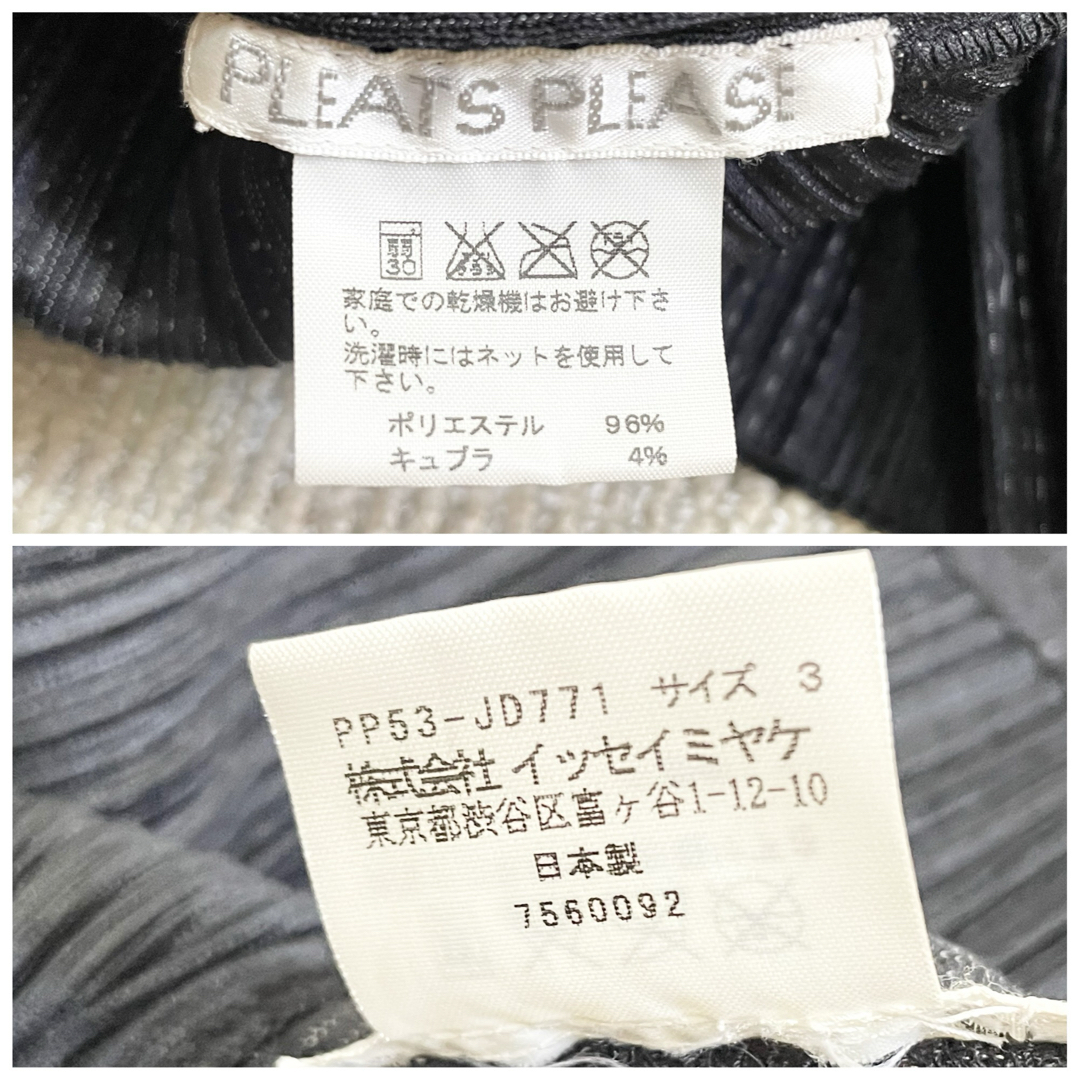 PLEATS PLEASE
弱
30
家庭での乾燥機はお避け下さ
い。
洗濯時にはネットを使用して
下さい。
ポリエステル 96%
キュプラ 4%
PP53-JD771 サイズ 3
株式会社 イッセイミヤケ
東京都渋谷区富ヶ谷1-12-10
日本製
7560092